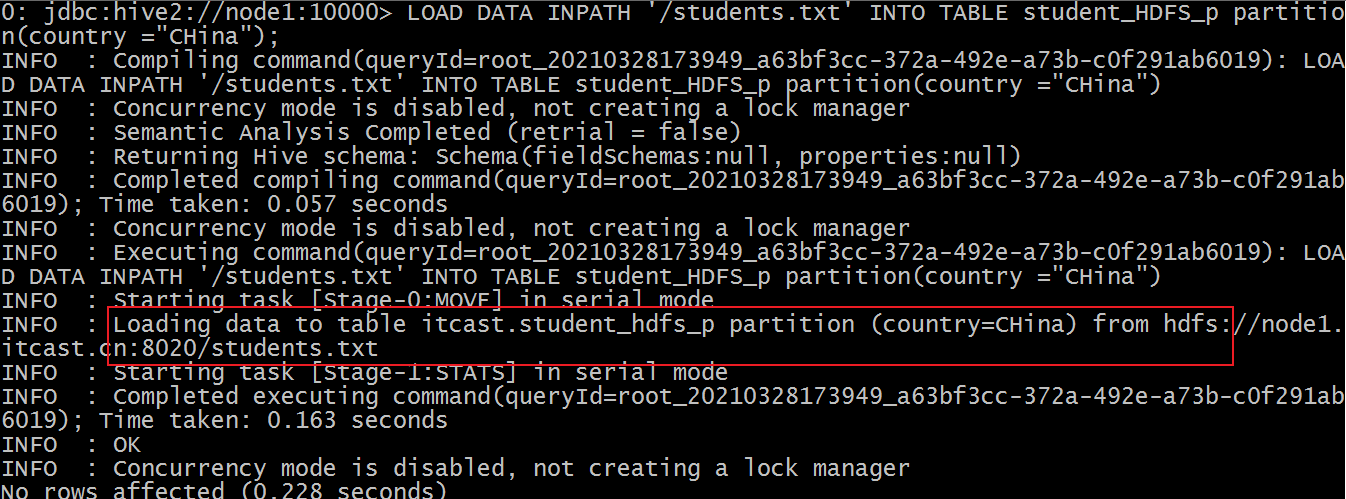 0: jdbc:hive2://node1:10000> LOAD DATA INPATH '/students.txt' INTO TABLE student_HDFS_p partitio
n(country ="CHina");
INFO  : Compiling command(queryId=root_20210328173949_a63bf3cc-372a-492e-a73b-c0f291ab6019): LOA
D DATA INPATH '/students.txt' INTO TABLE student_HDFS_p partition(country ="CHina")
INFO  : Concurrency mode is disabled, not creating a lock manager
INFO  : Semantic Analysis Completed (retrial = false)
INFO  : Returning Hive schema: Schema(fieldSchemas:null, properties:null)
INFO  : Completed compiling command(queryId=root_20210328173949_a63bf3cc-372a-492e-a73b-c0f291ab
6019); Time taken: 0.057 seconds
INFO  : Concurrency mode is disabled, not creating a lock manager
INFO  : Executing command(queryId=root_20210328173949_a63bf3cc-372a-492e-a73b-c0f291ab6019): LOA
D DATA INPATH '/students.txt' INTO TABLE student_HDFS_p partition(country ="CHina")
INFO  : Starting task [Stage-0:MOVE] in serial mode
INFO  : Loading data to table itcast.student_hdfs_p partition (country=CHina) from hdfs://node1.
itcast.cn:8020/students.txt
INFO  : Starting task [Stage-1:STATS] in serial mode
INFO  : Completed executing command(queryId=root_20210328173949_a63bf3cc-372a-492e-a73b-c0f291ab
6019); Time taken: 0.163 seconds
INFO  : OK
INFO  : Concurrency mode is disabled, not creating a lock manager
No rows affected (0.228 seconds)